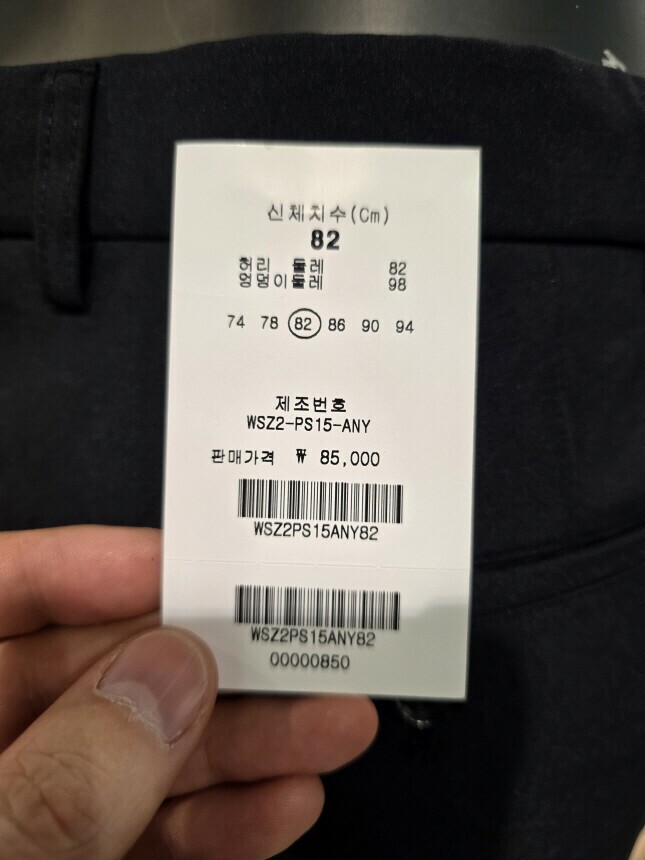 신체치수(Cm)
82
허리 둘레 82
엉덩이둘레 98
74 78 82 86 90 94
제조번호
WSZ2-PS15-ANY
판매가격 ₩ 85,000
WSZ2PS15ANY82
WSZ2PS15ANY82
00000850